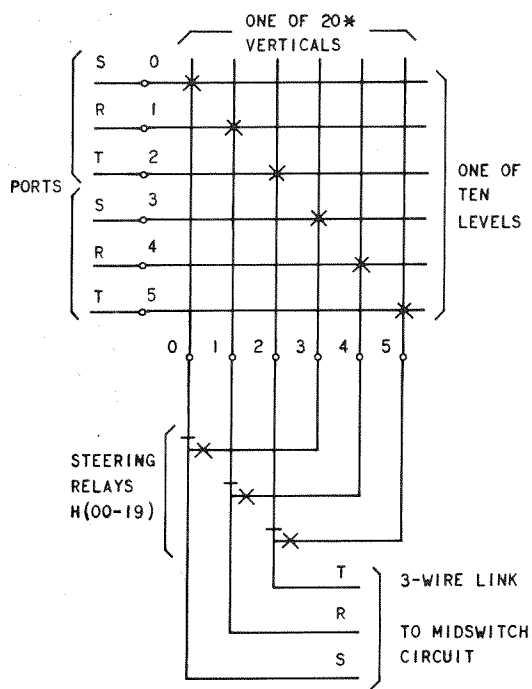 ONE OF 20*
VERTICALS
S 0
R 1
T 2
PORTS
S 3
R 4
T 5
ONE OF
TEN
LEVELS
0 1 2 3 4 5
STEERING
RELAYS
H(00-19)
T
3-WIRE LINK
R
TO MIDSWITCH
CIRCUIT
S